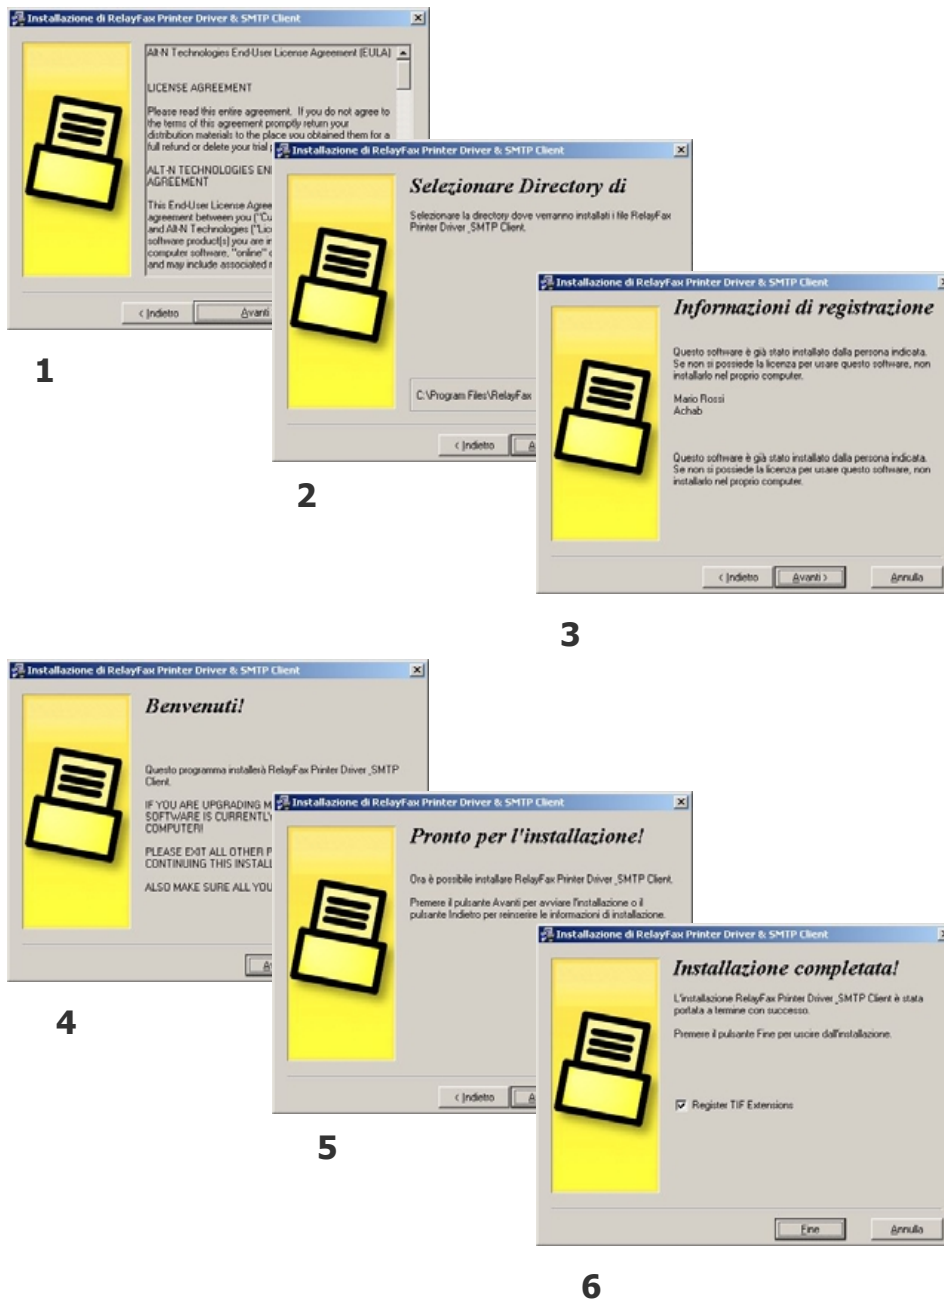 Installazione di RelayFax Printer Driver & SMTP Client
Alt-N Technologies End-User License Agreement (EULA)
LICENSE AGREEMENT
Please read this entire agreement. If you do not agree to
the terms of this agreement promptly return your
distribution materials to the place you obtained them for a
full refund or delete your trial
ALT-N TECHNOLOGIES
AGREEMENT
This End-User License
agreement between you
and Alt-N Technologies
software product(s) you are
computer software, "online"
and may include associated
< Indietro
Avanti
1
Installazione di RelayFax Printer Driver & SMTP Client
Selezionare Directory di
Selezionare la directory dove verranno installati i file RelayFax
Printer Driver _SMTP Client.
C:\Program Files\RelayFax
< Indietro
2
Installazione di RelayFax Printer Driver & SMTP Client
Informazioni di registrazione
Questo software è già stato installato dalla persona indicata.
Se non si possiede la licenza per usare questo software, non
installarlo nel proprio computer.
Mario Rossi
Achab
Questo software è già stato installato dalla persona indicata.
Se non si possiede la licenza per usare questo software, non
installarlo nel proprio computer.
< Indietro
Avanti >
Annulla
3
Installazione di RelayFax Printer Driver & SMTP Client
Benvenuti!
Questo programma installerà RelayFax Printer Driver _SMTP
Client.
IF YOU ARE UPGRADING
SOFTWARE IS CURRENTLY
COMPUTER!
PLEASE EXIT ALL OTHER
CONTINUING THIS
ALSO MAKE SURE ALL YOU
4
Installazione di RelayFax Printer Driver & SMTP Client
Pronto per l'installazione!
Ora è possibile installare RelayFax Printer Driver _SMTP Client.
Premere il pulsante Avanti per avviare l'installazione o il
pulsante Indietro per reinserire le informazioni di installazione.
< Indietro
5
Installazione di RelayFax Printer Driver & SMTP Client
Installazione completata!
L'installazione RelayFax Printer Driver _SMTP Client è stata
portata a termine con successo.
Premere il pulsante Fine per uscire dall'installazione.
Register TIF Extensions
Fine
Annulla
6